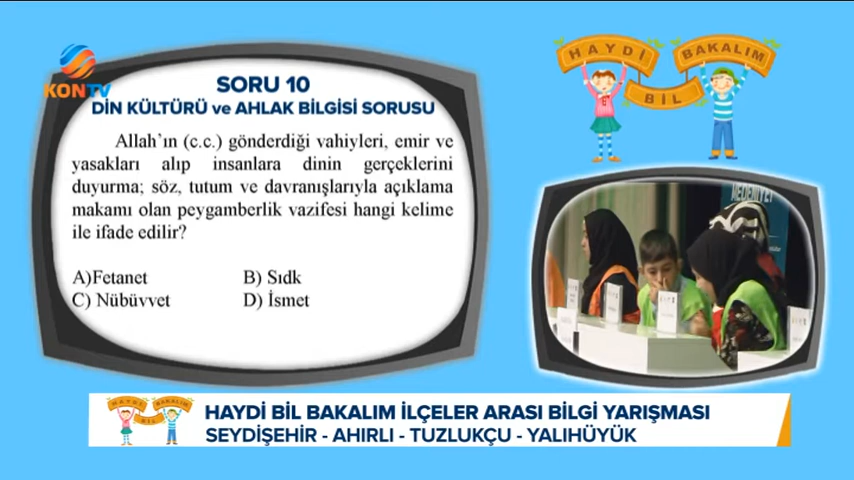 HAYDİ BİL BAKALIM
KONTV
SORU 10
DİN KÜLTÜRÜ ve AHLAK BİLGİSİ SORUSU
Allah'ın (c.c.) gönderdiği vahiyleri, emir ve
yasakları alıp insanlara dinin gerçeklerini
duyurma; söz, tutum ve davranışlarıyla açıklama
makamı olan peygamberlik vazifesi hangi kelime
ile ifade edilir?
A)Fetanet B) Sıdk
C) Nübüvvet D) İsmet
HAYDİ BİL BAKALIM İLÇELER ARASI BİLGİ YARIŞMASI
SEYDİŞEHİR - AHIRLI - TUZLUKÇU - YALIHÜYÜK